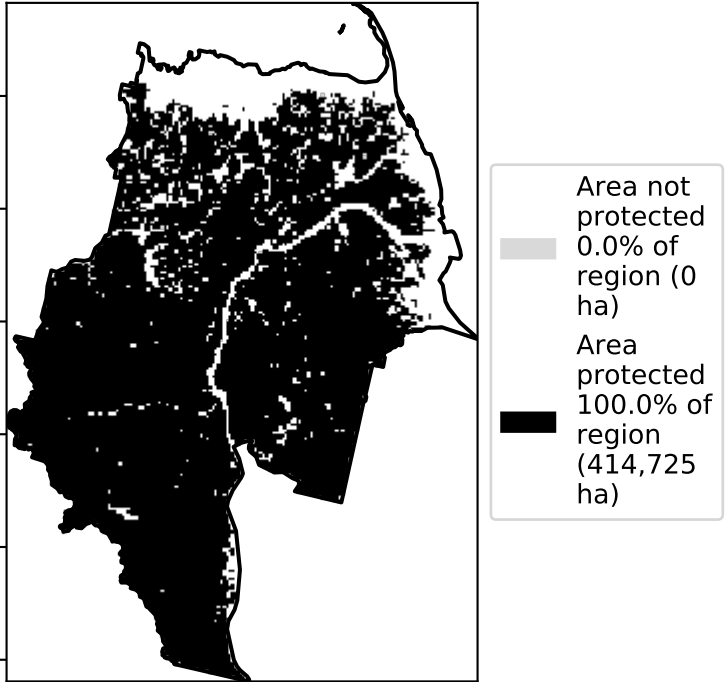 Area not
protected
0.0% of
region (0
ha)
Area
protected
100.0% of
region
(414,725
ha)